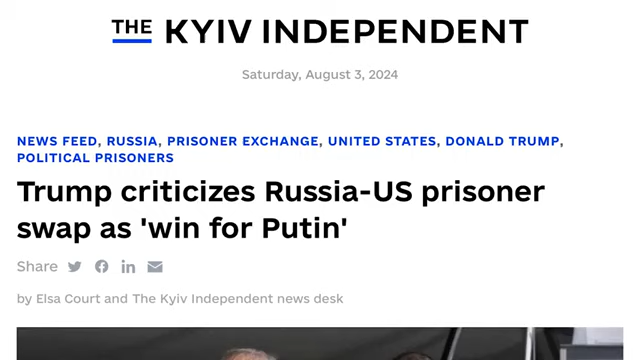 THE KYIV INDEPENDENT
Saturday, August 3, 2024
NEWS FEED, RUSSIA, PRISONER EXCHANGE, UNITED STATES, DONALD TRUMP,
POLITICAL PRISONERS
Trump criticizes Russia-US prisoner
swap as 'win for Putin'
Share
by Elsa Court and The Kyiv Independent news desk